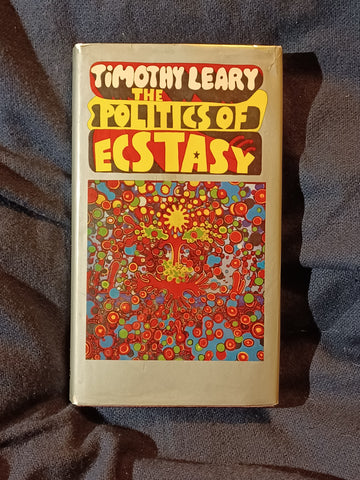 TiMOTHY LEARY
THE
POLITICS OF
ECSTASY